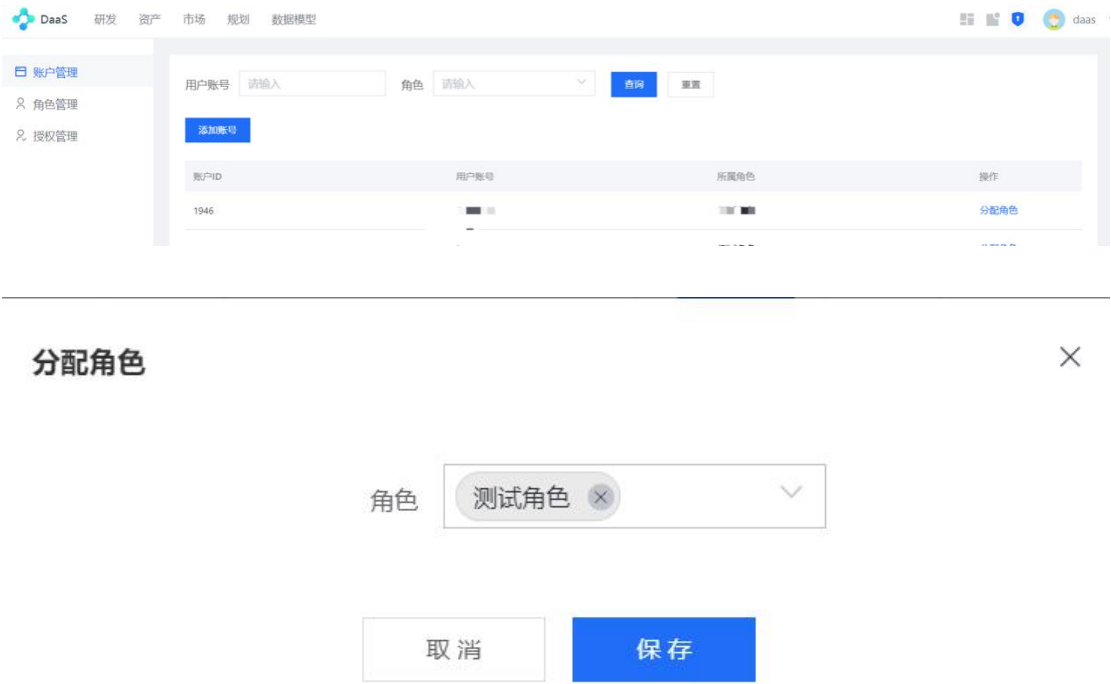 DaaS 研发 资产 市场 规划 数据模型 daas
账户管理
角色管理
授权管理
用户账号 请输入 角色 请输入 查询 重置
添加账号
账户ID 用户账号 所属角色 操作
1946 分配角色
分配角色
角色 测试角色
取消 保存